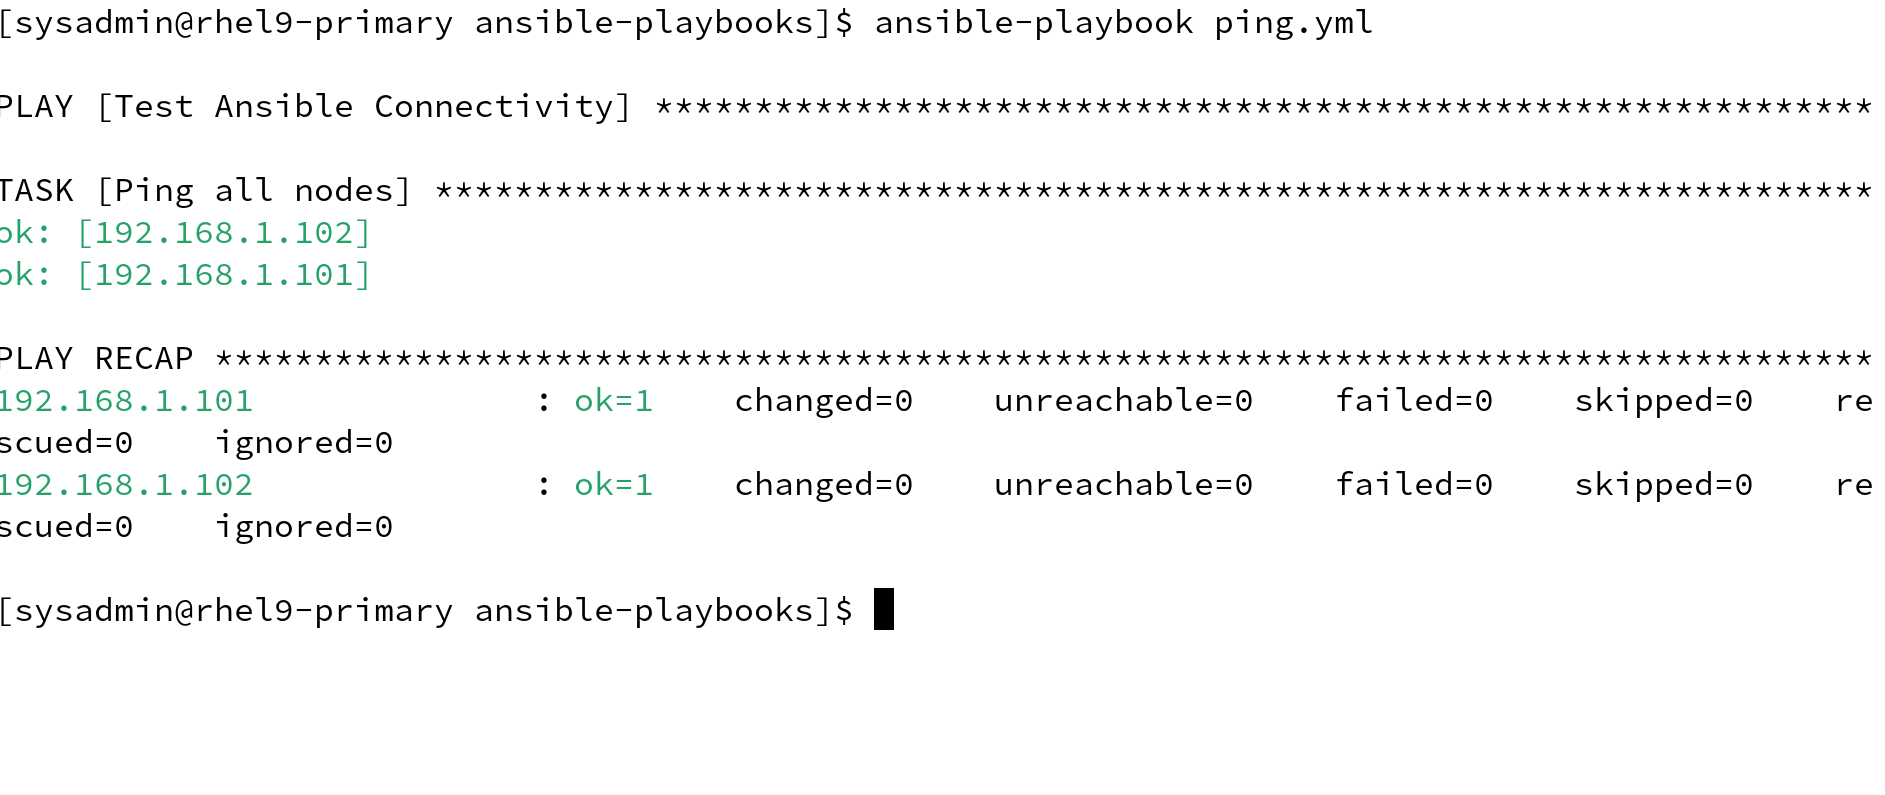 [sysadmin@rhel9-primary ansible-playbooks]$ ansible-playbook ping.yml
PLAY [Test Ansible Connectivity] *************************************************************
TASK [Ping all nodes] ************************************************************************
ok: [192.168.1.102]
ok: [192.168.1.101]
PLAY RECAP ***********************************************************************************
192.168.1.101              : ok=1    changed=0    unreachable=0    failed=0    skipped=0    re
scued=0    ignored=0
192.168.1.102              : ok=1    changed=0    unreachable=0    failed=0    skipped=0    re
scued=0    ignored=0
[sysadmin@rhel9-primary ansible-playbooks]$